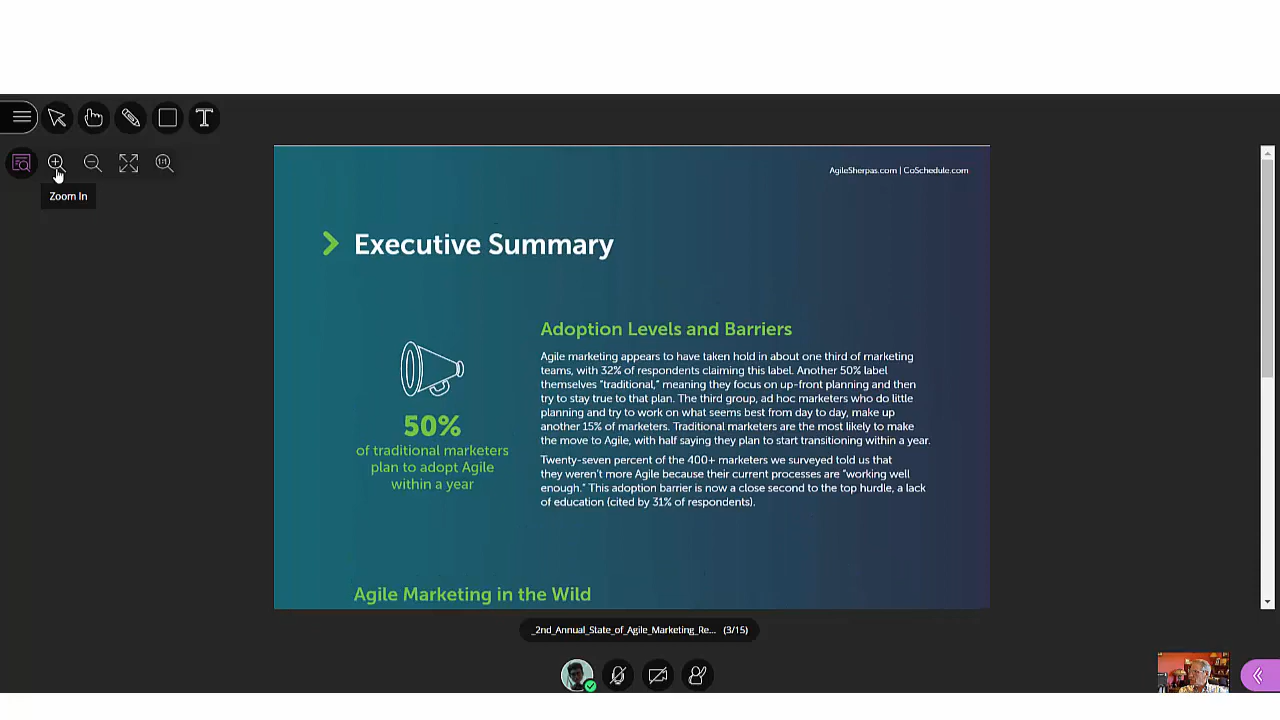 T
1:1
Zoom In
AgileSherpas.com | CoSchedule.com
Executive Summary
50%
of traditional marketers
plan to adopt Agile
within a year
Adoption Levels and Barriers
Agile marketing appears to have taken hold in about one third of marketing
teams, with 32% of respondents claiming this label. Another 50% label
themselves "traditional," meaning they focus on up-front planning and then
try to stay true to that plan. The third group, ad hoc marketers who do little
planning and try to work on what seems best from day to day, make up
another 15% of marketers. Traditional marketers are the most likely to make
the move to Agile, with half saying they plan to start transitioning within a year.
Twenty-seven percent of the 400+ marketers we surveyed told us that
they weren't more Agile because their current processes are "working well
enough." This adoption barrier is now a close second to the top hurdle, a lack
of education (cited by 31% of respondents).
Agile Marketing in the Wild
_2nd_Annual_State_of_Agile_Marketing_Re... (3/15)